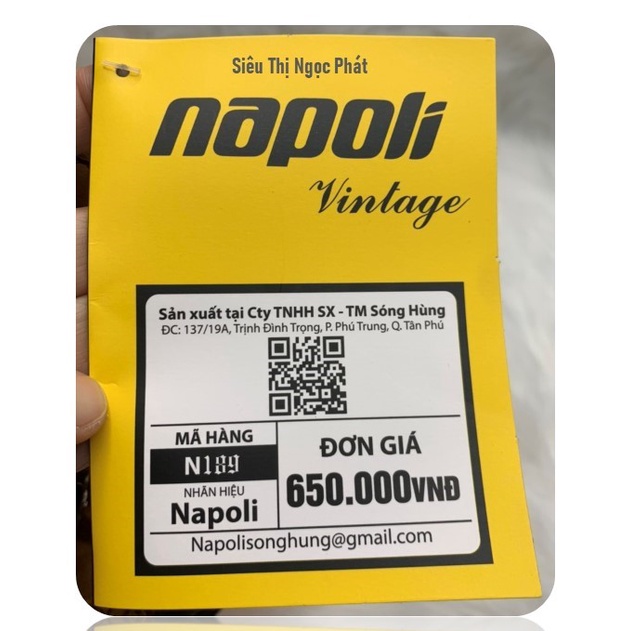 Siêu Thị Ngọc Phát
napoli
Vintage
Sản xuất tại Cty TNHH SX - TM Sóng Hùng
ĐC: 137/19A, Trịnh Đình Trọng, P. Phú Trung, Q. Tân Phú
MÃ HÀNG
N189
NHÃN HIỆU
Napoli
ĐƠN GIÁ
650.000VNĐ
Napolisonghung@gmail.com